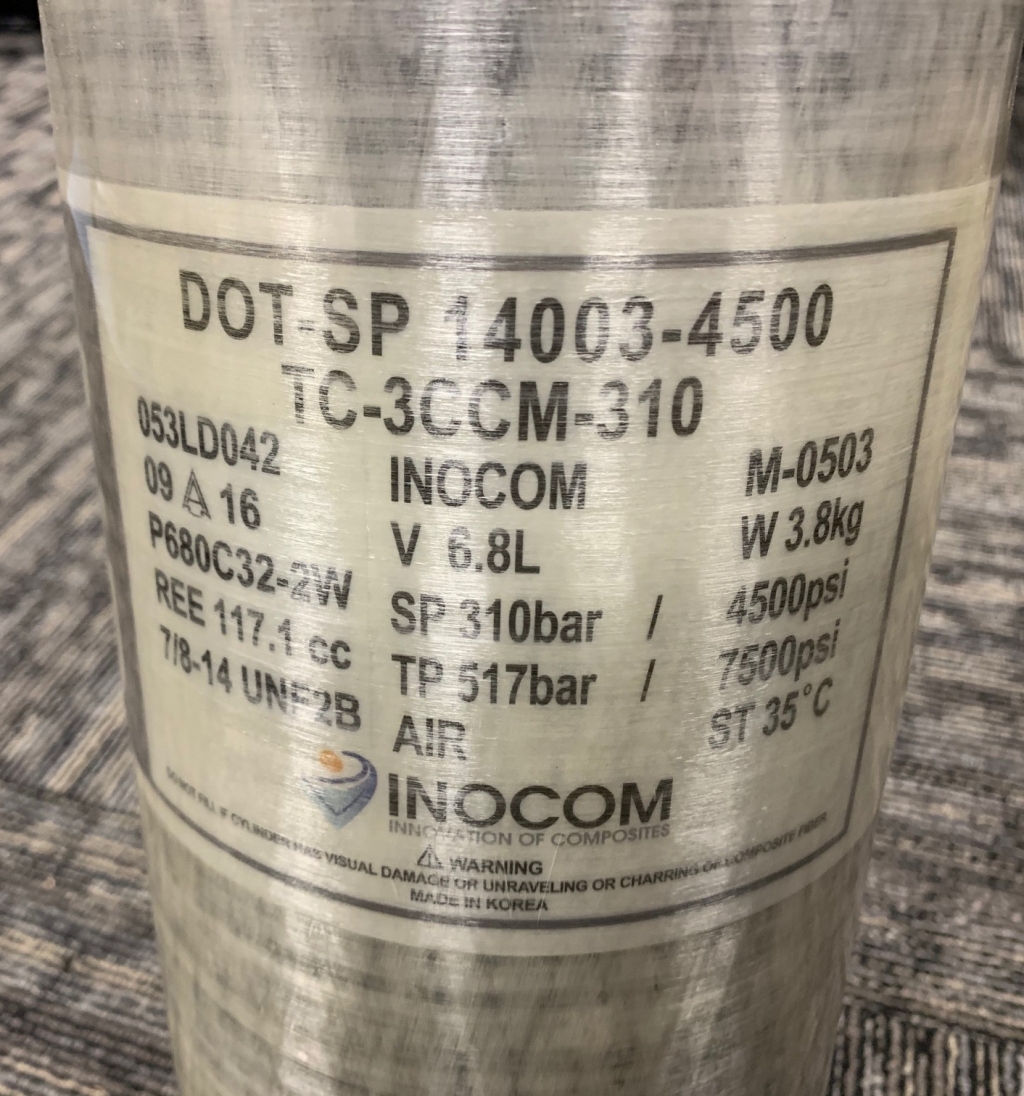 DOT-SP 14003-4500
TC-3CCM-310
053LD042
09 A 16
P680C32-2W
REE 117.1 cc
7/8-14 UNF2B
INOCOM
V 6.8L
SP 310bar / 4500psi
TP 517bar / 7500psi
AIR
M-0503
W 3.8kg
ST 35°C
INOCOM
INNOVATION OF COMPOSITES
⚠ WARNING
DO NOT FILL IF CYLINDER HAS VISUAL DAMAGE OR UNRAVELING OR CHARRING OF COMPOSITE FIBER
MADE IN KOREA